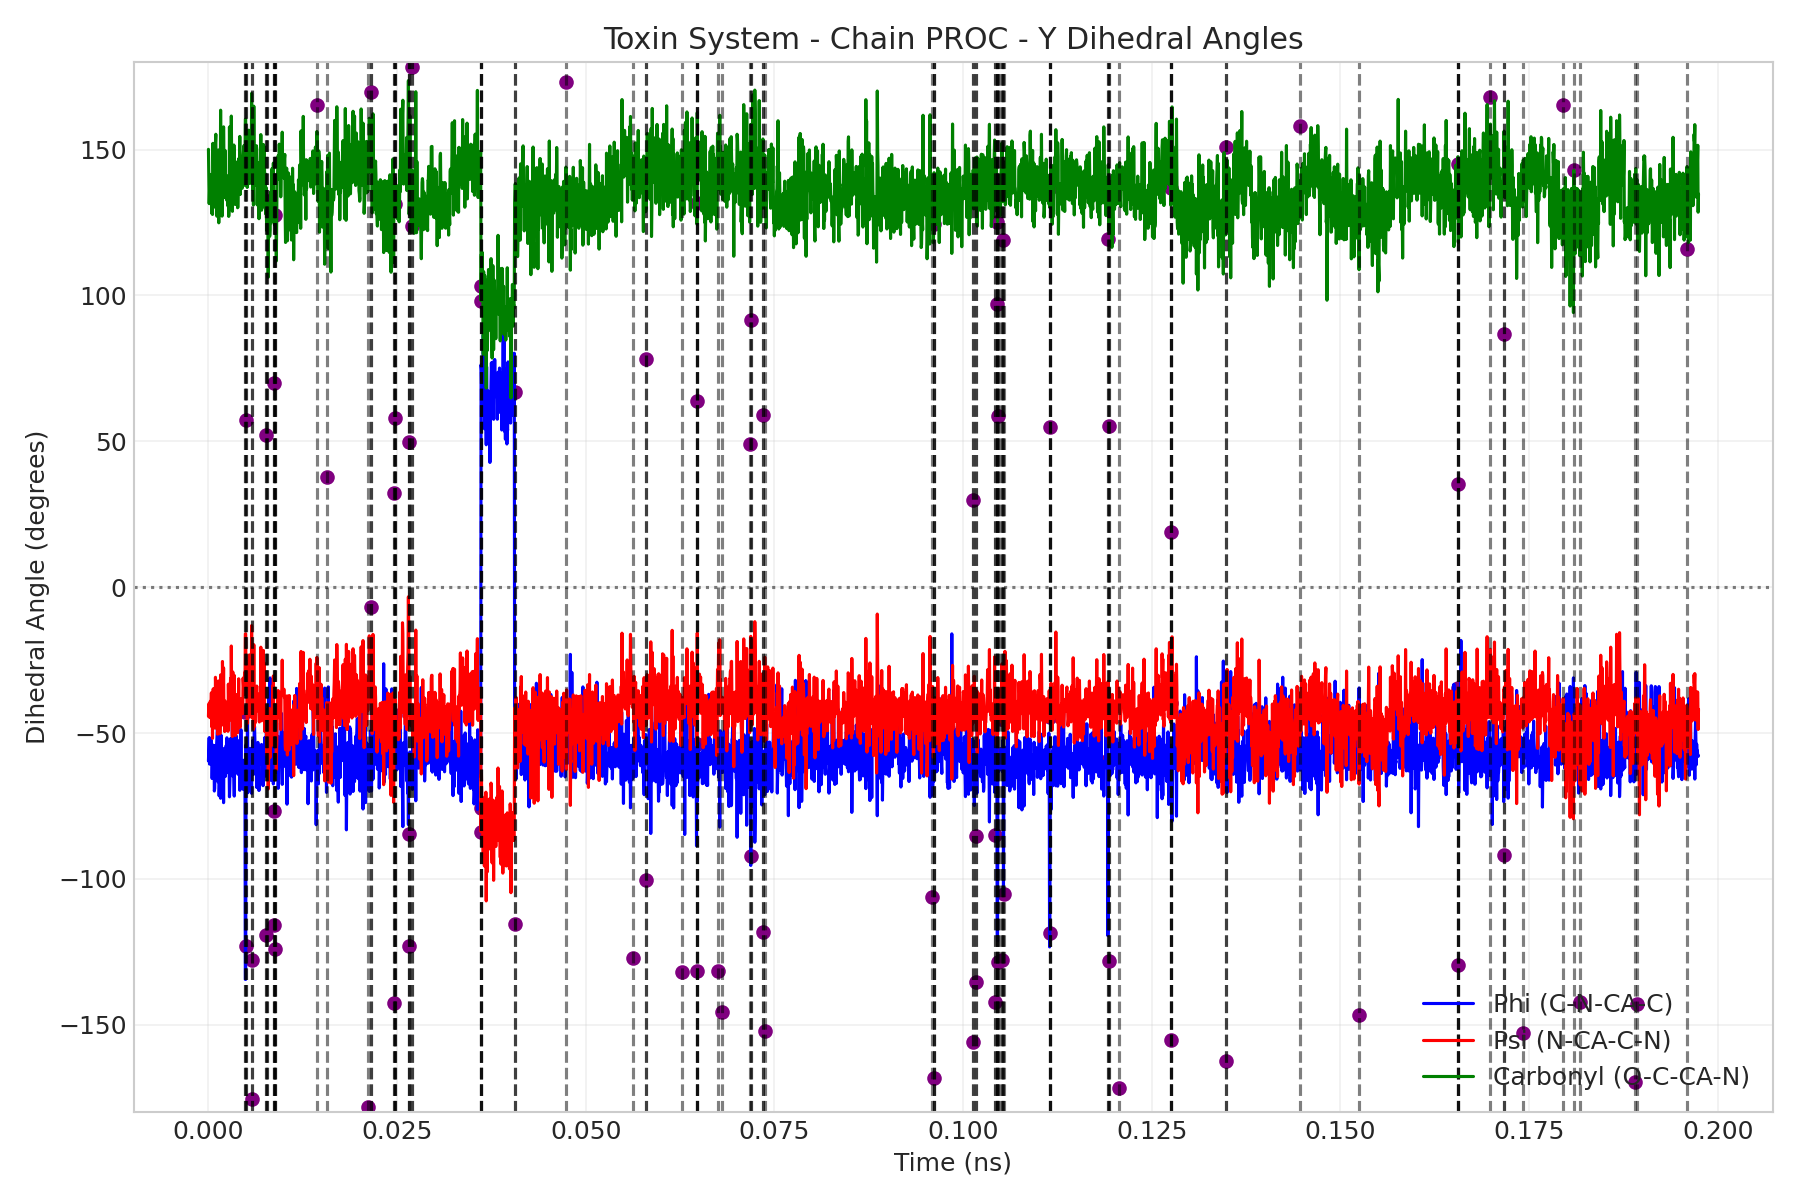 Toxin System - Chain PROC - Y Dihedral Angles
Dihedral Angle (degrees)
150
100
50
0
−50
−100
−150
Phi (C-N-CA-C)
Psi (N-CA-C-N)
Carbonyl (O-C-CA-N)
0.000 0.025 0.050 0.075 0.100 0.125 0.150 0.175 0.200
Time (ns)